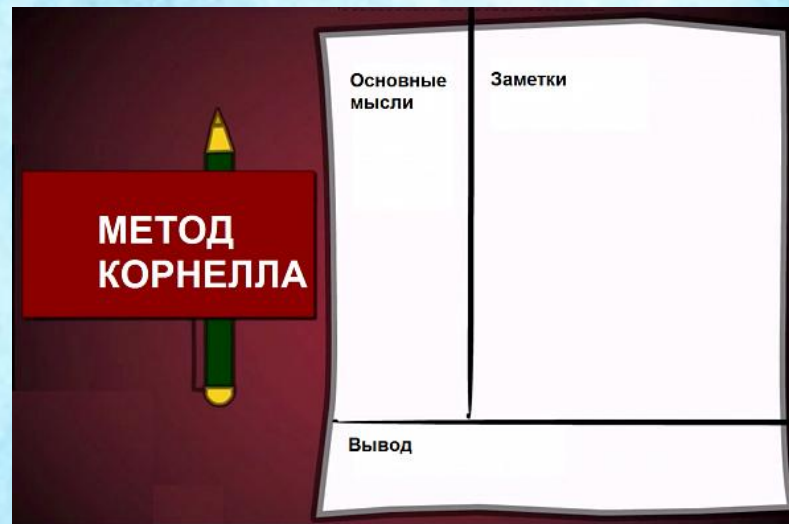 МЕТОД
КОРНЕЛЛА
Основные
мысли
Заметки
Вывод